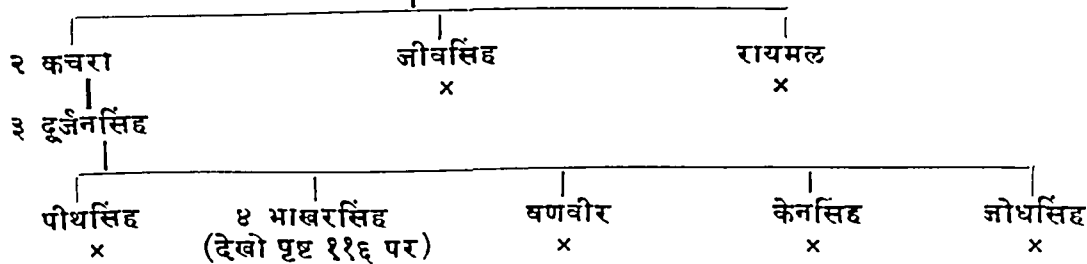 २ कचरा जीवसिंह रायमल
× ×
३ दूर्जनसिंह
पीथसिंह ४ भाखरसिंह वणवीर केनसिंह जोधसिंह
× (देखो पृष्ट ११६ पर) × × ×